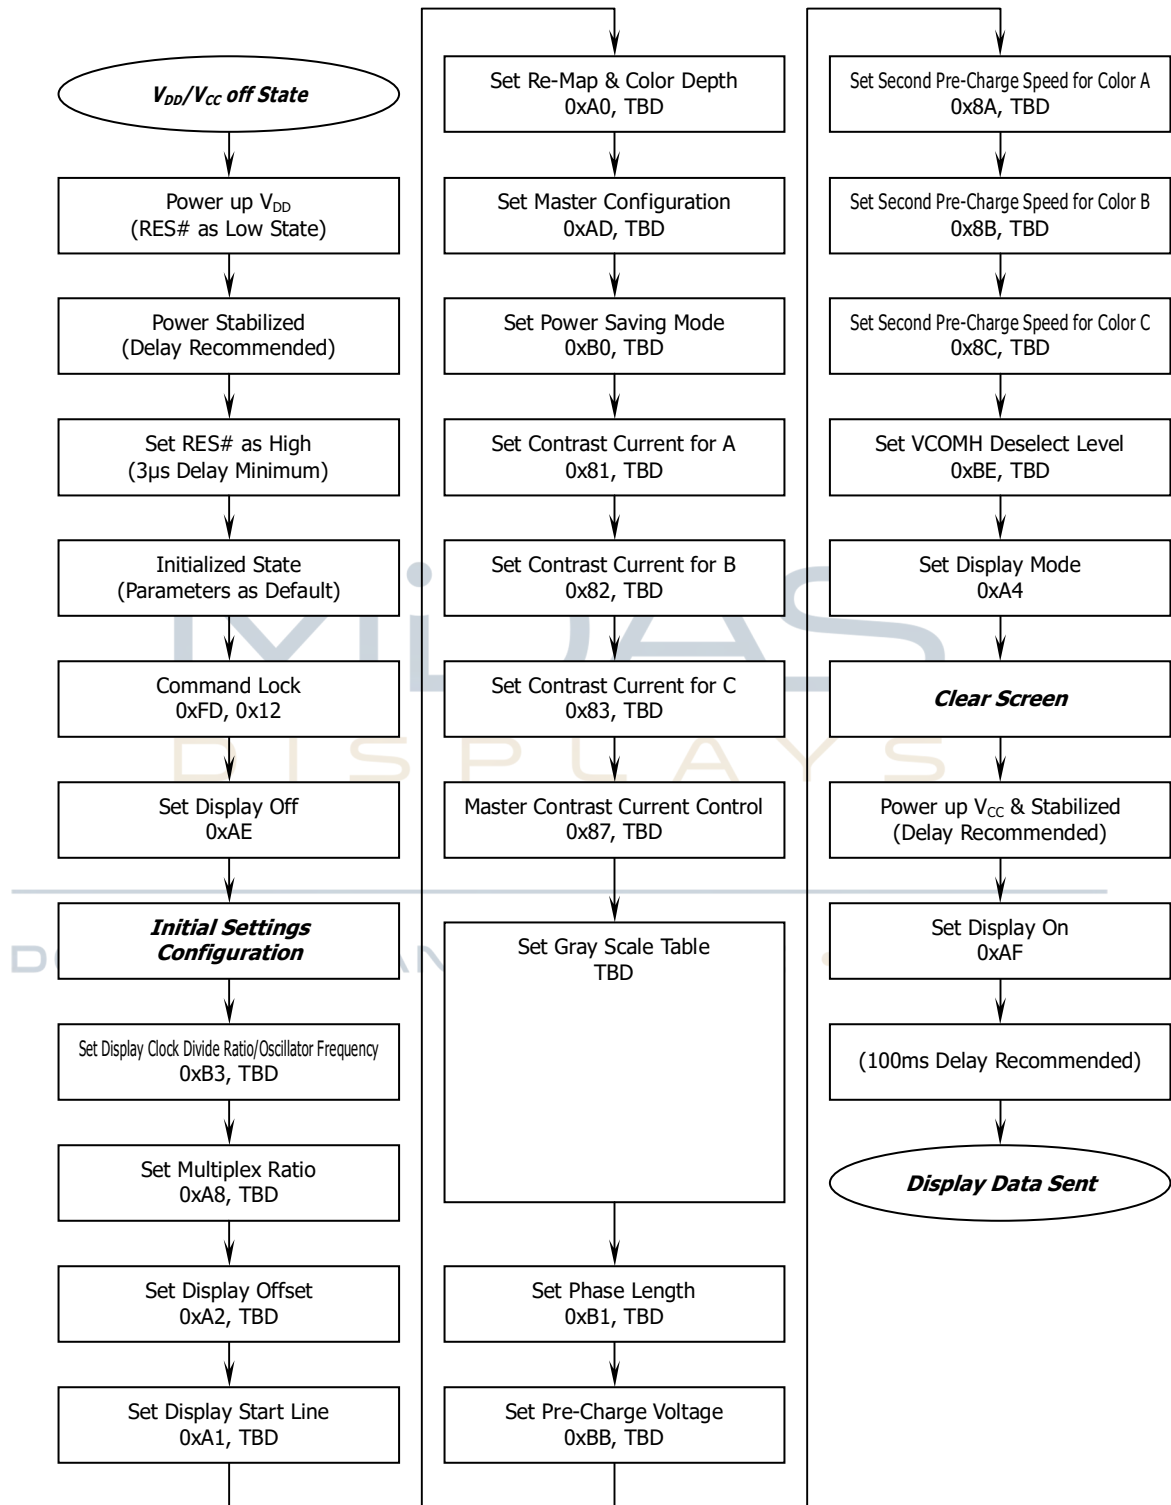 V_DD/V_CC off State
Power up V_DD
(RES# as Low State)
Power Stabilized
(Delay Recommended)
Set RES# as High
(3μs Delay Minimum)
Initialized State
(Parameters as Default)
Command Lock
0xFD, 0x12
Set Display Off
0xAE
Initial Settings
Configuration
Set Display Clock Divide Ratio/Oscillator Frequency
0xB3, TBD
Set Multiplex Ratio
0xA8, TBD
Set Display Offset
0xA2, TBD
Set Display Start Line
0xA1, TBD
Set Re-Map & Color Depth
0xA0, TBD
Set Master Configuration
0xAD, TBD
Set Power Saving Mode
0xB0, TBD
Set Contrast Current for A
0x81, TBD
Set Contrast Current for B
0x82, TBD
Set Contrast Current for C
0x83, TBD
Master Contrast Current Control
0x87, TBD
Set Gray Scale Table
TBD
Set Phase Length
0xB1, TBD
Set Pre-Charge Voltage
0xBB, TBD
Set Second Pre-Charge Speed for Color A
0x8A, TBD
Set Second Pre-Charge Speed for Color B
0x8B, TBD
Set Second Pre-Charge Speed for Color C
0x8C, TBD
Set VCOMH Deselect Level
0xBE, TBD
Set Display Mode
0xA4
Clear Screen
Power up V_CC & Stabilized
(Delay Recommended)
Set Display On
0xAF
(100ms Delay Recommended)
Display Data Sent
MiDAS
DISPLAYS